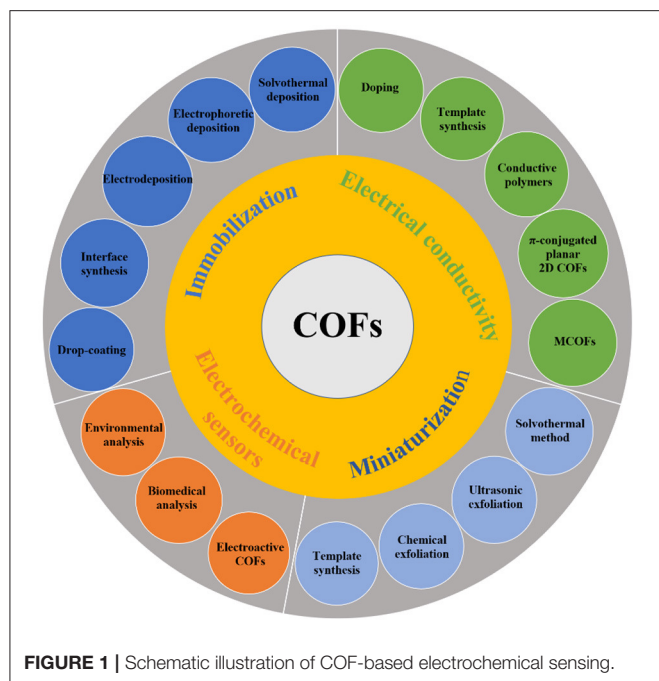 Solvothermal
deposition
Electrophoretic
deposition
Electrodeposition
Interface
synthesis
Drop-coating
Doping
Template
synthesis
Conductive
polymers
π-conjugated
planar
2D COFs
MCOFs
Immobilization
Electrical conductivity
COFs
Electrochemical
sensors
Miniaturization
Environmental
analysis
Biomedical
analysis
Electroactive
COFs
Solvothermal
method
Ultrasonic
exfoliation
Chemical
exfoliation
Template
synthesis
FIGURE 1 | Schematic illustration of COF-based electrochemical sensing.